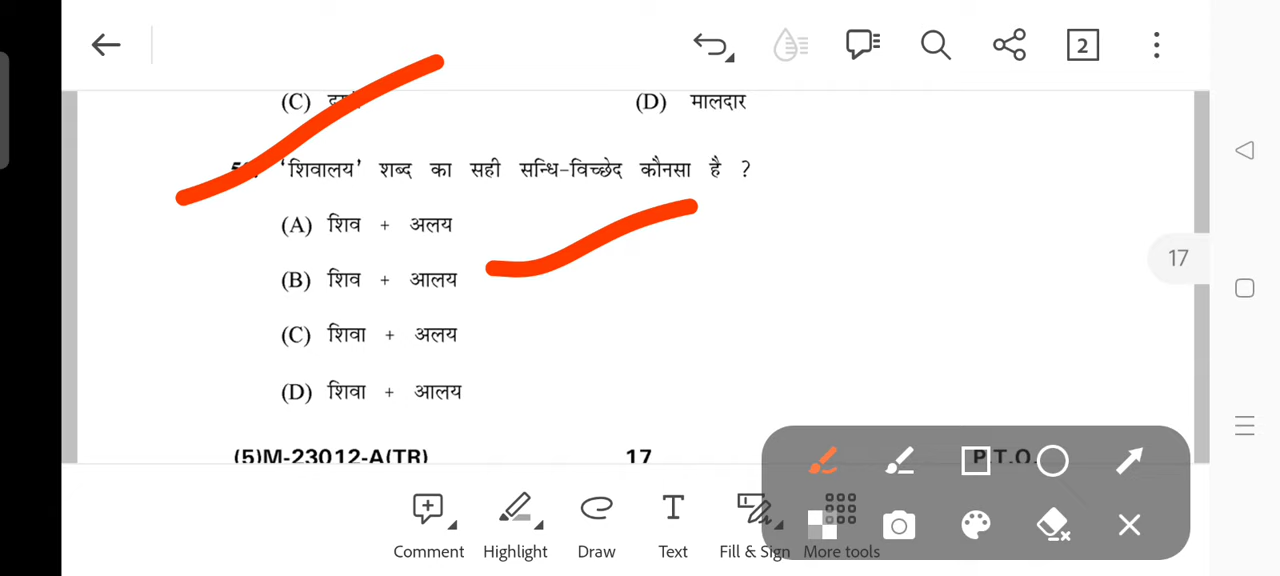 2
(C)
(D) मालदार
'शिवालय' शब्द का सही सन्धि-विच्छेद कौनसा है ?
(A) शिव + अलय
(B) शिव + आलय
17
(C) शिवा + अलय
(D) शिवा + आलय
(5)M-23012-A(TR) 17 P.T.O.
Comment Highlight Draw Text Fill & Sign More tools